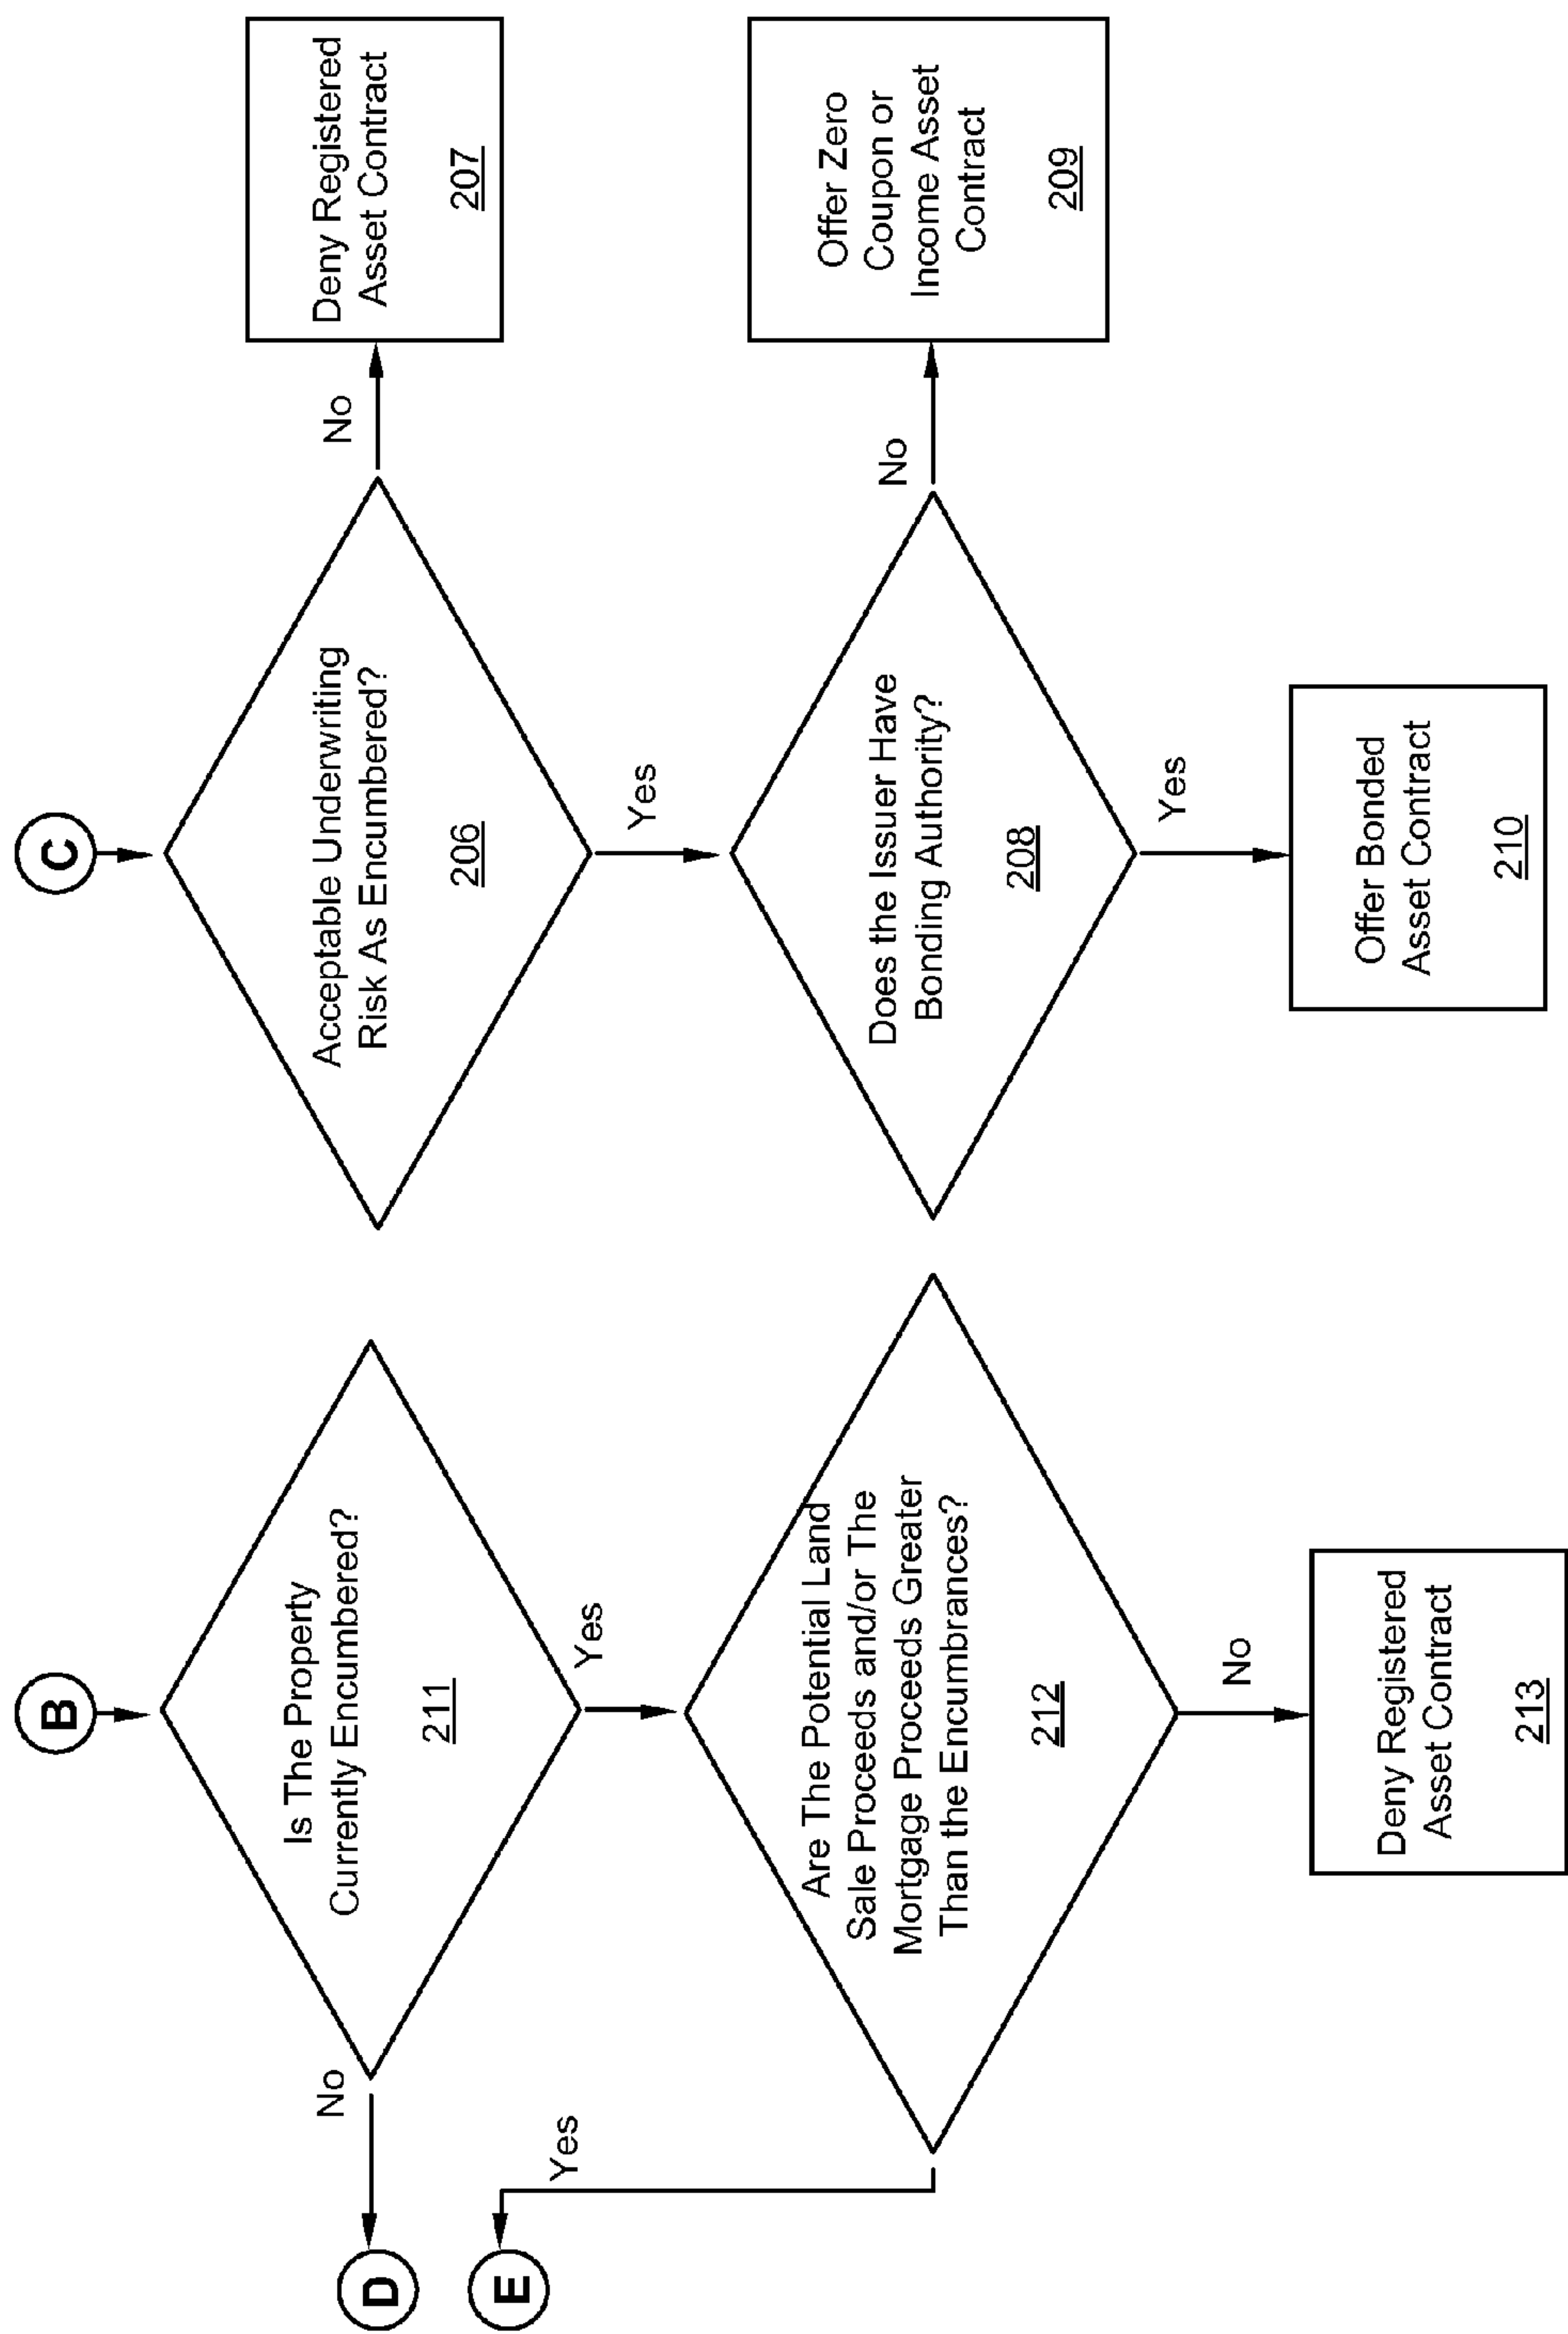 B
Is The Property
Currently Encumbered?
211
No
D
Yes
Are The Potential Land
Sale Proceeds and/or The
Mortgage Proceeds Greater
Than the Encumbrances?
212
Yes
E
No
Deny Registered
Asset Contract
213
C
Acceptable Underwriting
Risk As Encumbered?
206
No
Deny Registered
Asset Contract
207
Yes
Does the Issuer Have
Bonding Authority?
208
No
Offer Zero
Coupon or
Income Asset
Contract
209
Yes
Offer Bonded
Asset Contract
210